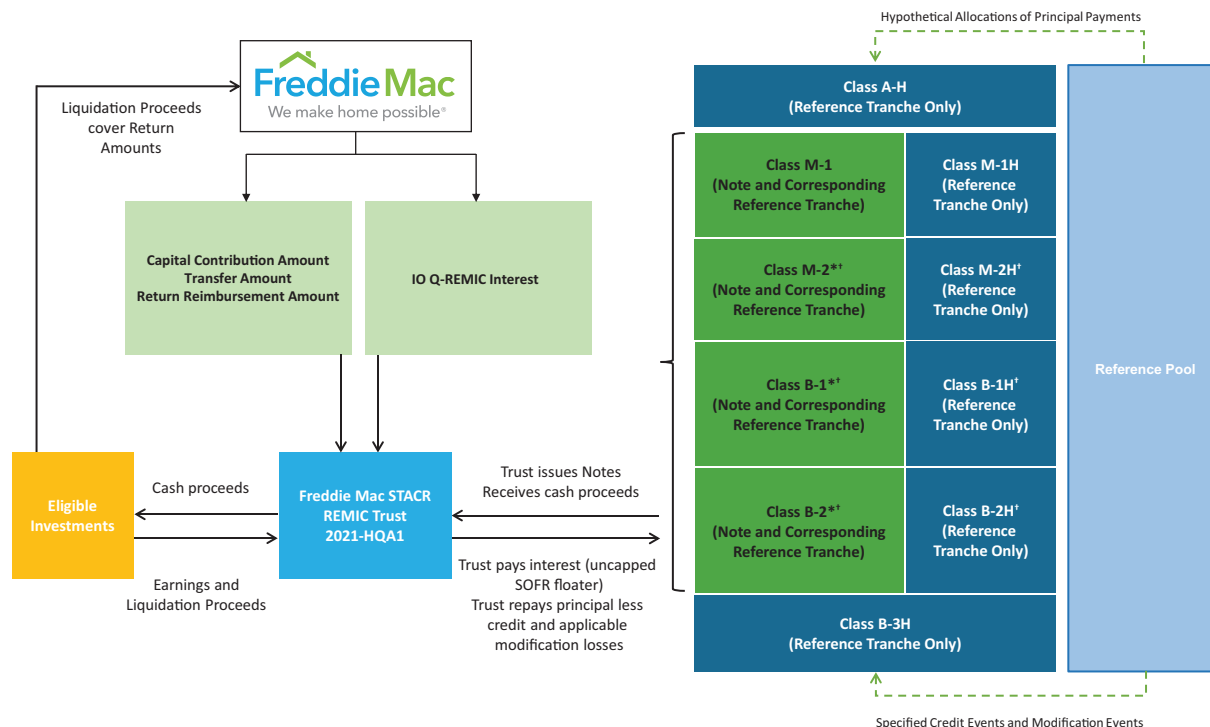 Hypothetical Allocations of Principal Payments
FreddieMac
We make home possible®
Liquidation Proceeds
cover Return
Amounts
Capital Contribution Amount
Transfer Amount
Return Reimbursement Amount
IO Q-REMIC Interest
Eligible
Investments
Cash proceeds
Earnings and
Liquidation Proceeds
Freddie Mac STACR
REMIC Trust
2021-HQA1
Trust issues Notes
Receives cash proceeds
Trust pays interest (uncapped
SOFR floater)
Trust repays principal less
credit and applicable
modification losses
Class A-H
(Reference Tranche Only)
Class M-1
(Note and Corresponding
Reference Tranche)
Class M-1H
(Reference
Tranche Only)
Class M-2*†
(Note and Corresponding
Reference Tranche)
Class M-2H†
(Reference
Tranche Only)
Class B-1*†
(Note and Corresponding
Reference Tranche)
Class B-1H†
(Reference
Tranche Only)
Class B-2*†
(Note and Corresponding
Reference Tranche)
Class B-2H†
(Reference
Tranche Only)
Class B-3H
(Reference Tranche Only)
Reference Pool
Specified Credit Events and Modification Events